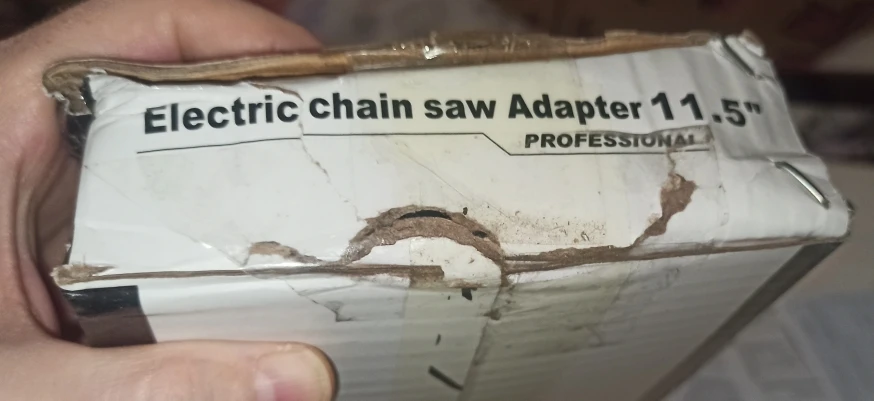 Electric chain saw Adapter 11.5"
PROFESSIONAL